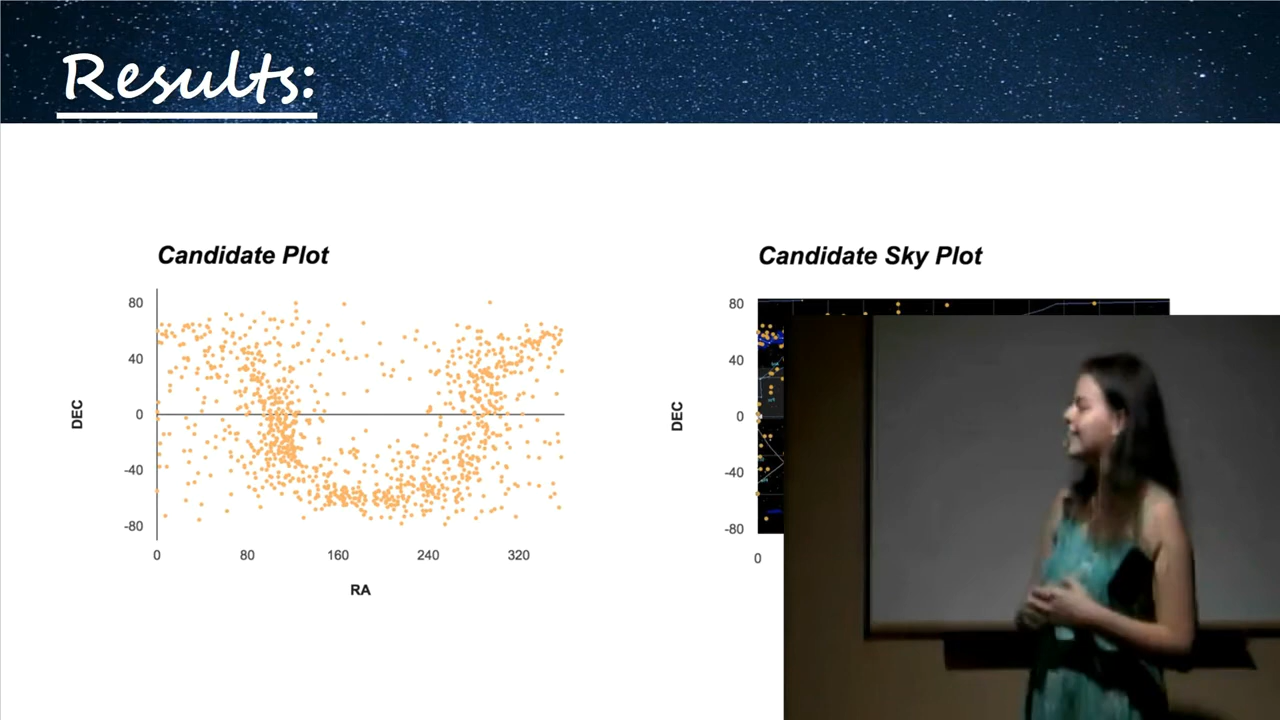 Results:
Candidate Plot
80
40
0
-40
-80
DEC
0 80 160 240 320
RA
Candidate Sky Plot
80
40
0
-40
-80
DEC
0